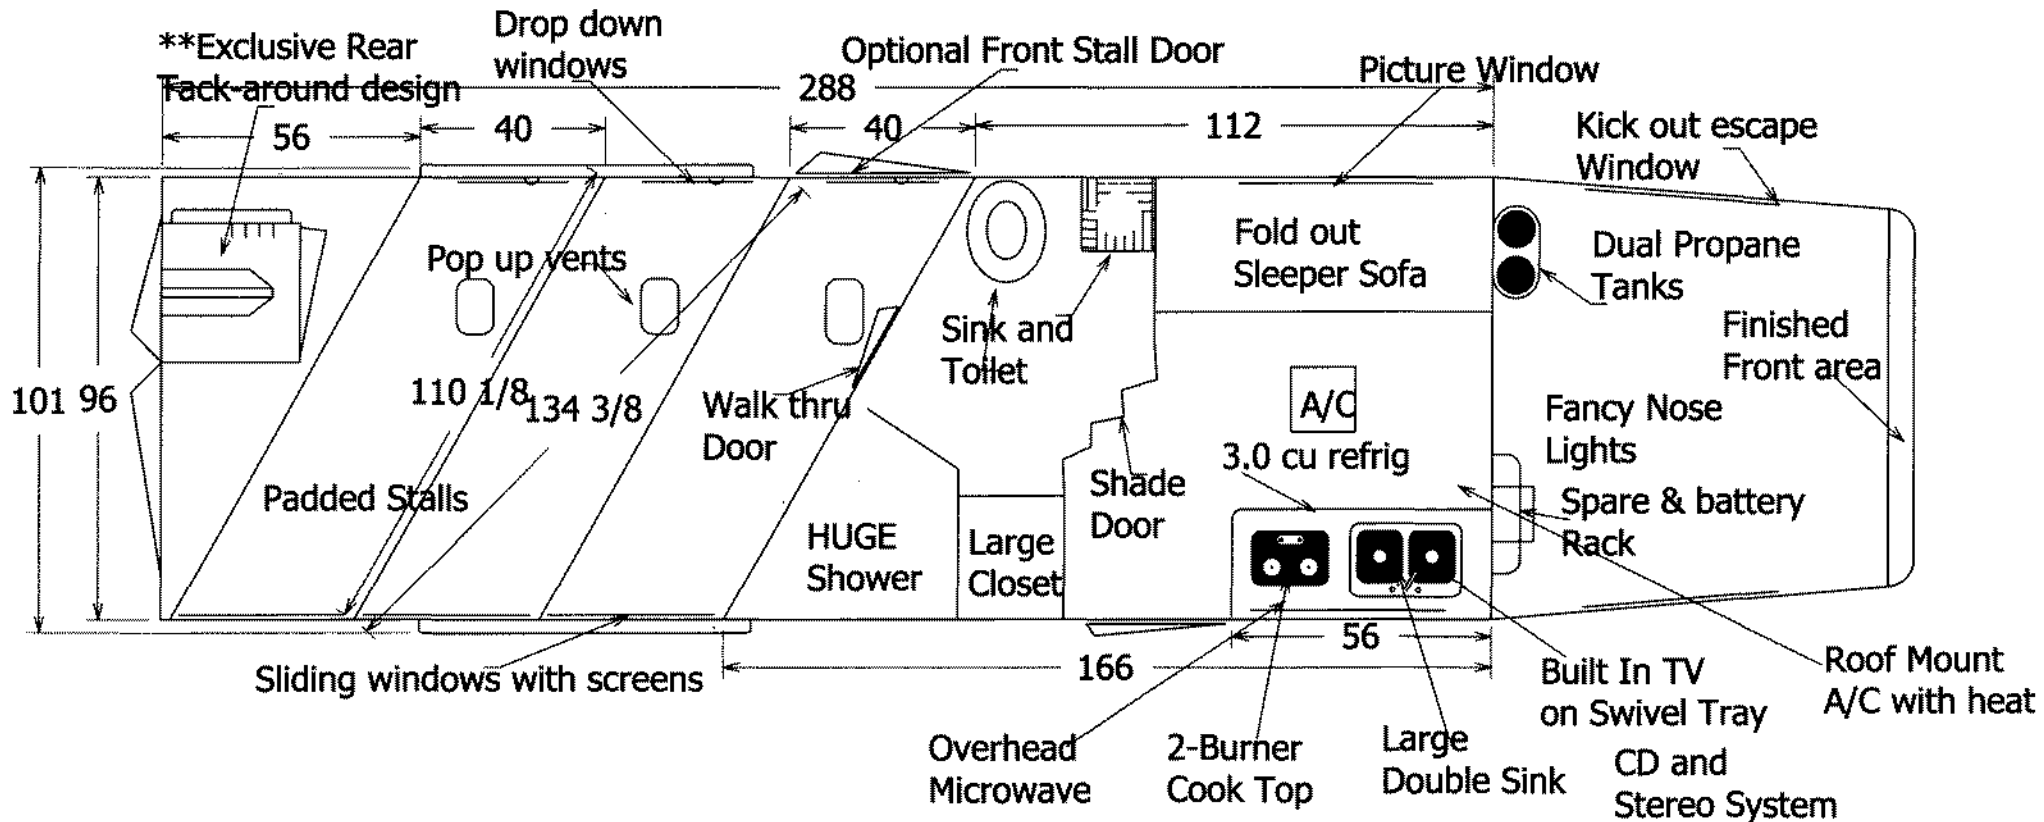 **Exclusive Rear
Tack-around design
Drop down
windows
Optional Front Stall Door
Picture Window
288
56
40
40
112
Kick out escape
Window
Pop up vents
Fold out
Sleeper Sofa
Dual Propane
Tanks
Sink and
Toilet
Finished
Front area
101
96
110 1/8
134 3/8
Walk thru
Door
A/C
3.0 cu refrig
Fancy Nose
Lights
Padded Stalls
Shade
Door
Spare & battery
Rack
HUGE
Shower
Large
Closet
56
166
Sliding windows with screens
Built In TV
on Swivel Tray
Roof Mount
A/C with heat
Overhead
Microwave
2-Burner
Cook Top
Large
Double Sink
CD and
Stereo System